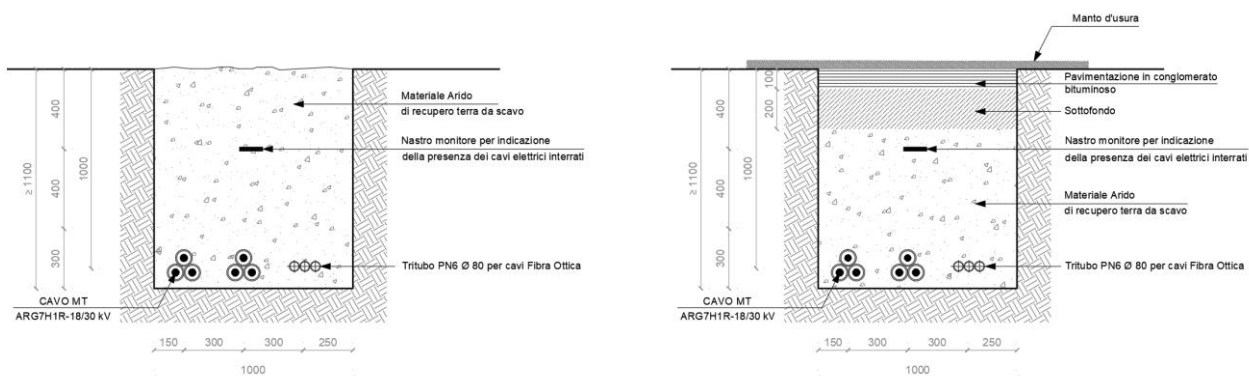 400
400
300
≥ 1100
1000
Materiale Arido
di recupero terra da scavo
Nastro monitore per indicazione
della presenza dei cavi elettrici interrati
Tritubo PN6 Ø 80 per cavi Fibra Ottica
CAVO MT
ARG7H1R-18/30 kV
150
300
300
250
1000
Manto d'usura
100
200
400
400
300
≥ 1100
1000
Pavimentazione in conglomerato
bituminoso
Sottofondo
Nastro monitore per indicazione
della presenza dei cavi elettrici interrati
Materiale Arido
di recupero terra da scavo
Tritubo PN6 Ø 80 per cavi Fibra Ottica
CAVO MT
ARG7H1R-18/30 kV
150
300
300
250
1000